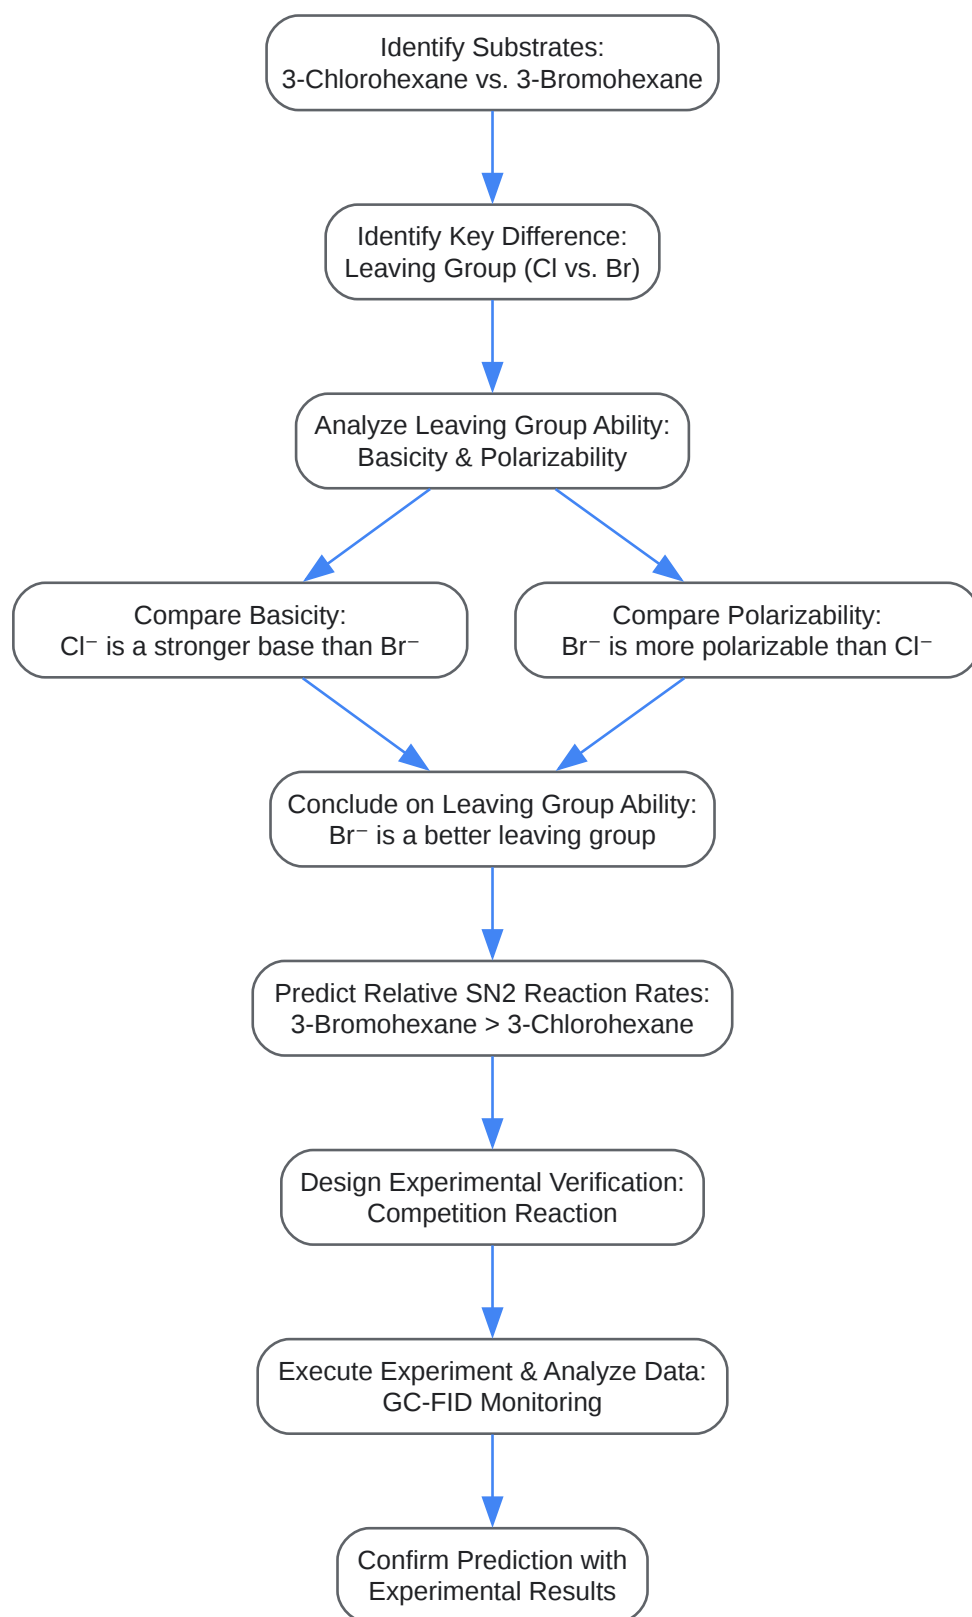 Identify Substrates:
3-Chlorohexane vs. 3-Bromohexane
Identify Key Difference:
Leaving Group (Cl vs. Br)
Analyze Leaving Group Ability:
Basicity & Polarizability
Compare Basicity:
Cl⁻ is a stronger base than Br⁻
Compare Polarizability:
Br⁻ is more polarizable than Cl⁻
Conclude on Leaving Group Ability:
Br⁻ is a better leaving group
Predict Relative SN2 Reaction Rates:
3-Bromohexane > 3-Chlorohexane
Design Experimental Verification:
Competition Reaction
Execute Experiment & Analyze Data:
GC-FID Monitoring
Confirm Prediction with
Experimental Results